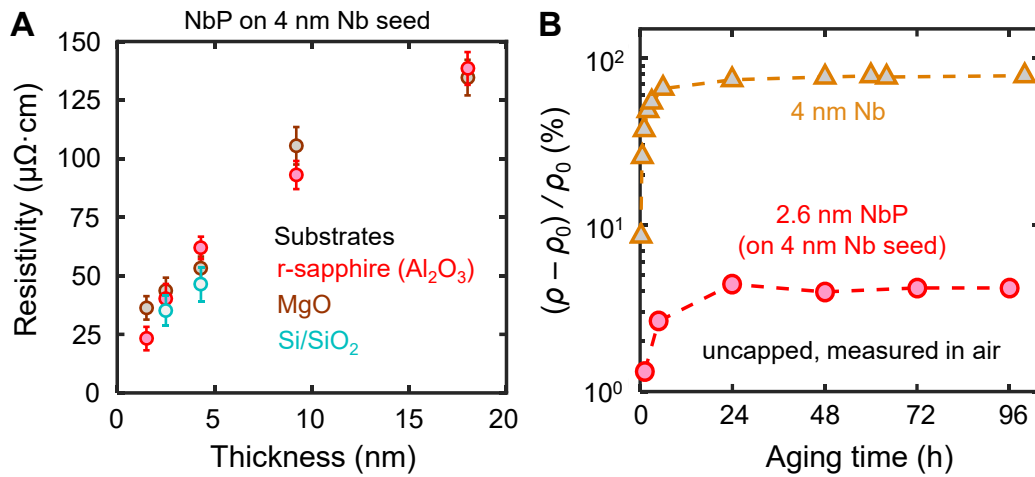 A
NbP on 4 nm Nb seed
150
125
100
75
50
25
0
Resistivity (μΩ·cm)
Substrates
r-sapphire (Al₂O₃)
MgO
Si/SiO₂
0
5
10
15
20
Thickness (nm)
B
10²
10¹
10⁰
(ρ − ρ₀) / ρ₀ (%)
4 nm Nb
2.6 nm NbP
(on 4 nm Nb seed)
uncapped, measured in air
0
24
48
72
96
Aging time (h)